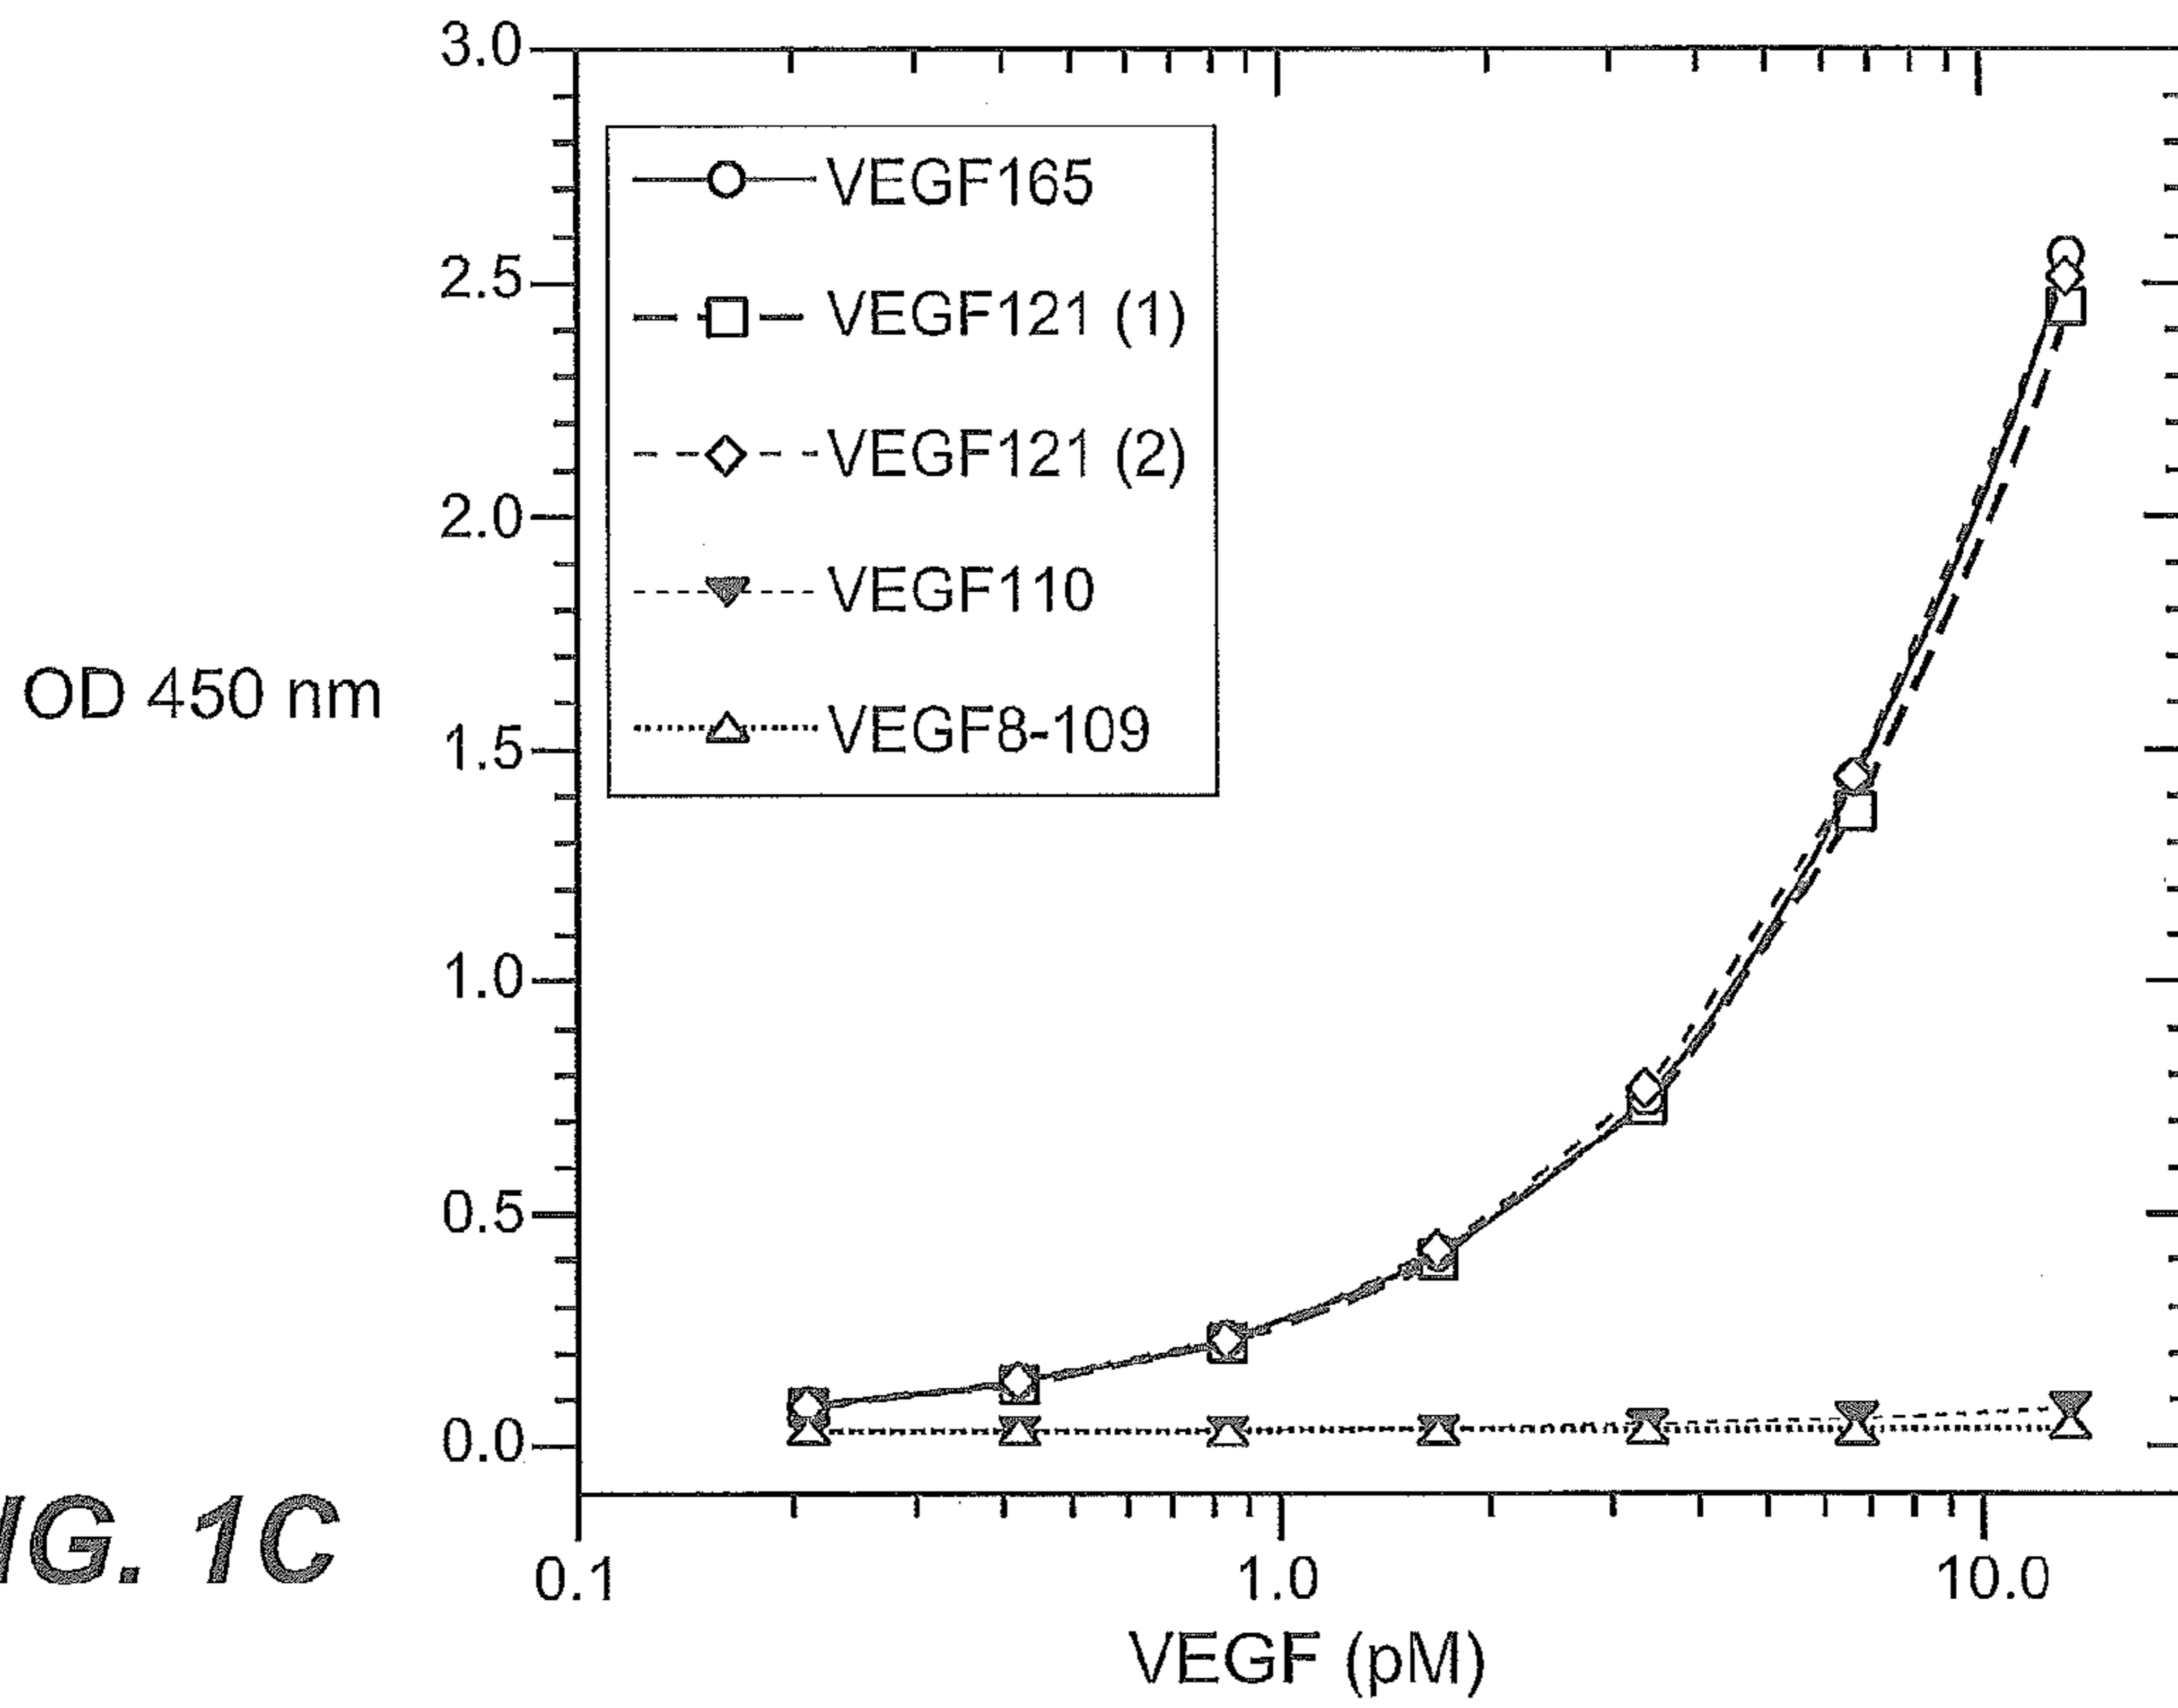 3.0
VEGF165
2.5
VEGF121 (1)
VEGF121 (2)
2.0
VEGF110
OD 450 nm
VEGF8-109
1.5
1.0
0.5
0.0
IG. 1C
0.1 1.0 10.0
VEGF (pM)